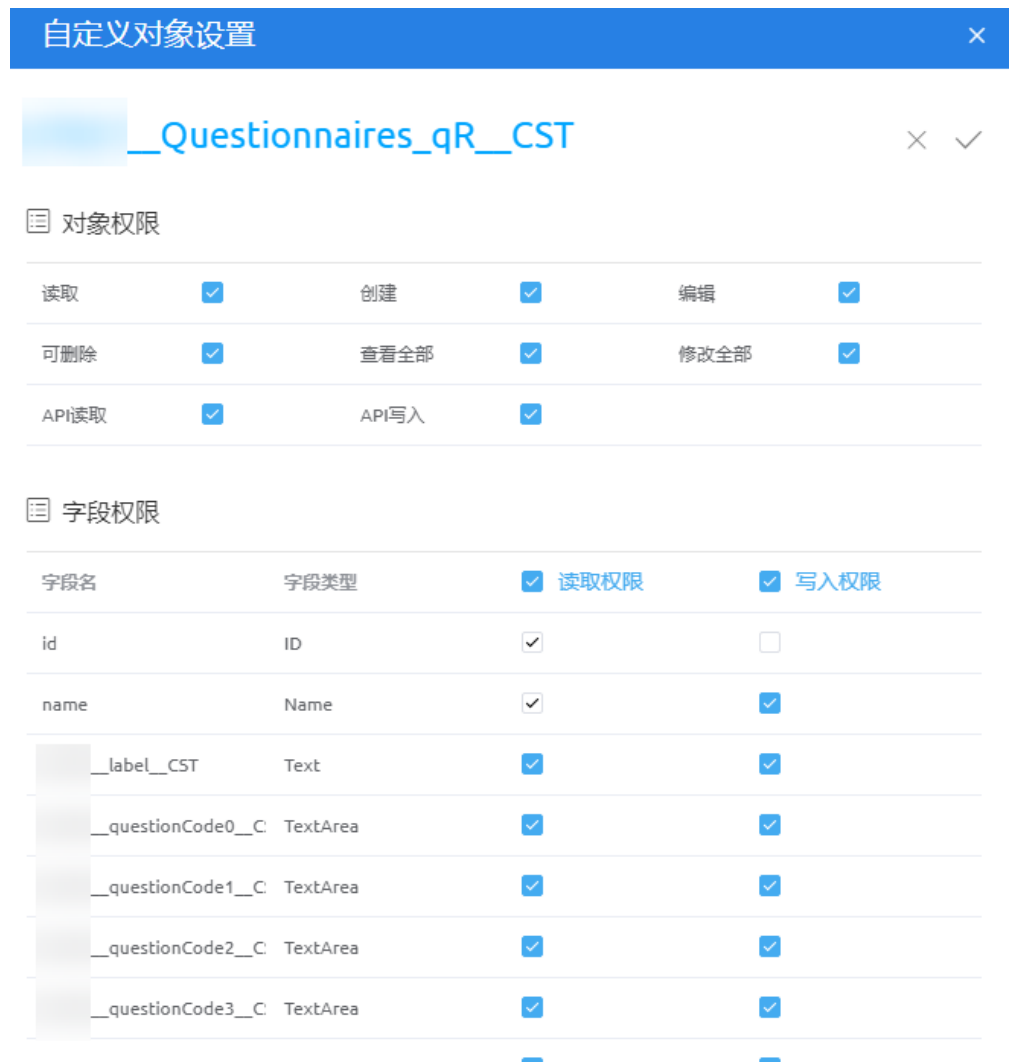 自定义对象设置
__Questionnaires_qR__CST
对象权限
读取 创建 编辑
可删除 查看全部 修改全部
API读取 API写入
字段权限
字段名 字段类型 读取权限 写入权限
id ID
name Name
__label__CST Text
__questionCode0__C TextArea
__questionCode1__C TextArea
__questionCode2__C TextArea
__questionCode3__C TextArea